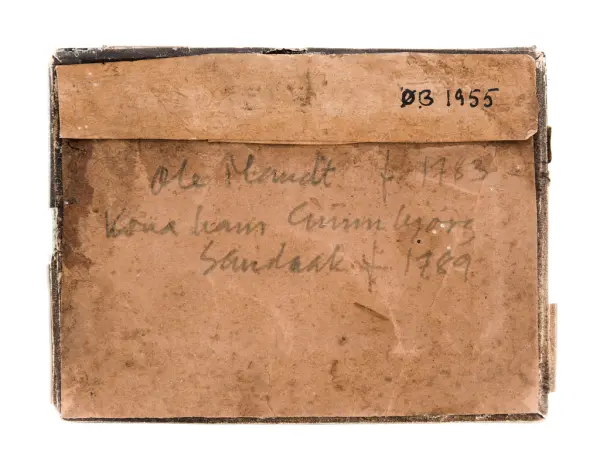 ØB 1955
Ole Mandt f. 1783
Kona hans Gunnbjørg
Sandaak f 1789